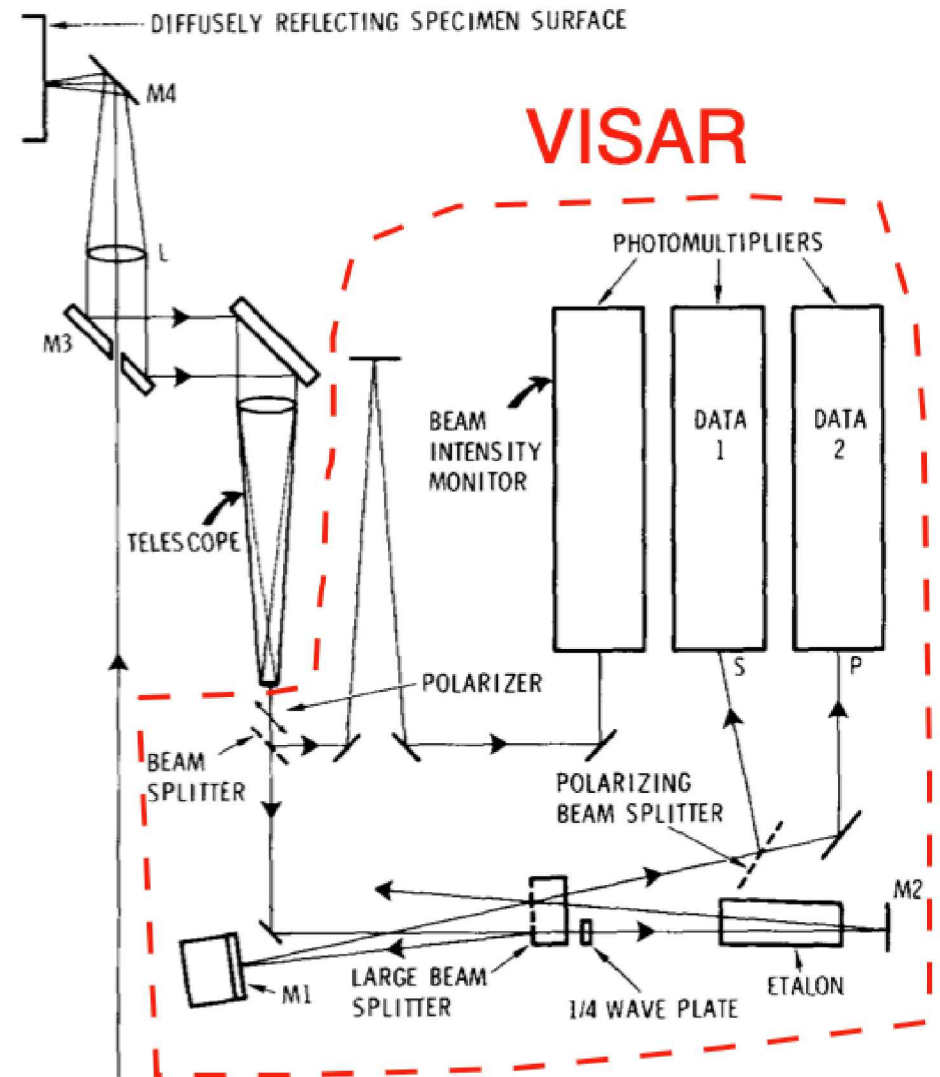 DIFFUSELY REFLECTING SPECIMEN SURFACE
M4
VISAR
PHOTOMULTIPLIERS
L
M3
BEAM
INTENSITY
MONITOR
DATA
1
DATA
2
TELESCOPE
S
P
POLARIZER
BEAM
SPLITTER
POLARIZING
BEAM SPLITTER
M2
M1
LARGE BEAM
SPLITTER
1/4 WAVE PLATE
ETALON